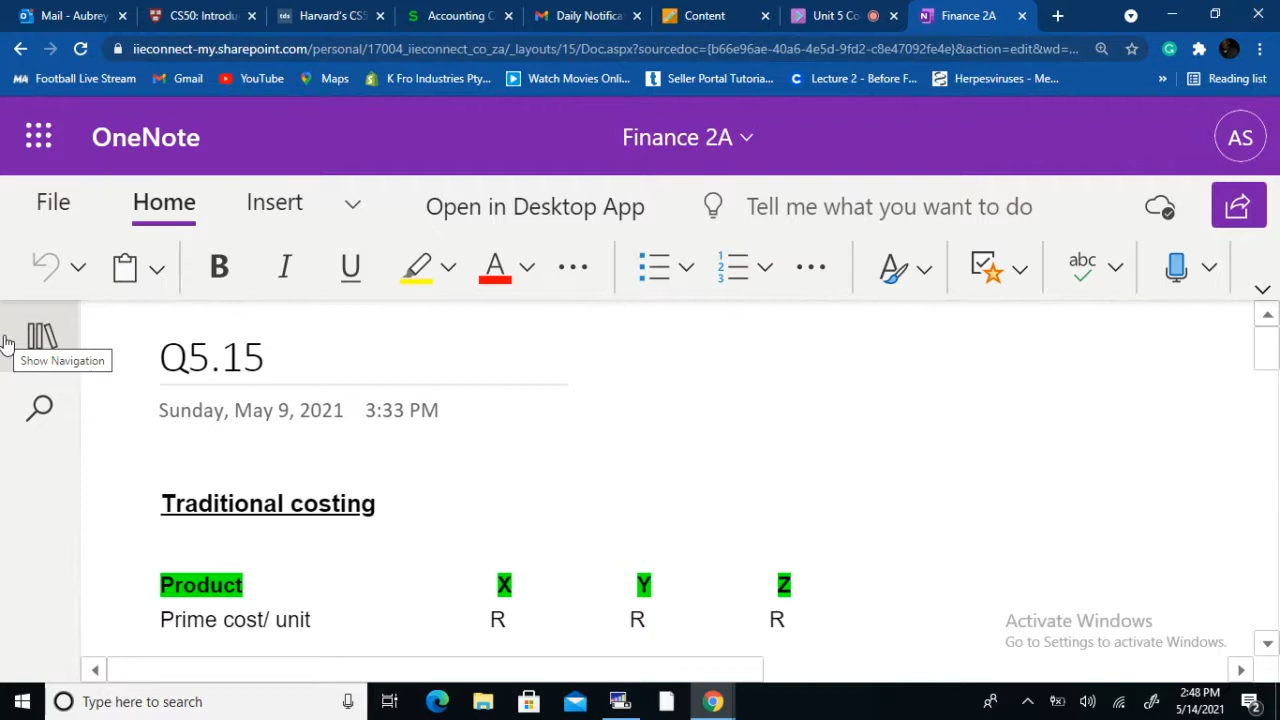 Mail - Aubrey
CS50: Introdu
tds Harvard's CS5
S Accounting C
Daily Notifica
Content
Unit 5 Co
Finance 2A
iieconnect-my.sharepoint.com/personal/17004_iieconnect_co_za/_layouts/15/Doc.aspx?sourcedoc={b66e96ae-40a6-4e5d-9fd2-c8e47092fe4e}&action=edit&wd=...
MA Football Live Stream
Gmail
YouTube
Maps
K Fro Industries Pty...
Watch Movies Onli...
Seller Portal Tutoria...
Lecture 2 - Before F...
Herpesviruses - Me...
»
Reading list
OneNote
Finance 2A
AS
File
Home
Insert
Open in Desktop App
Tell me what you want to do
B I U A abc
Show Navigation
Q5.15
Sunday, May 9, 2021 3:33 PM
Traditional costing
Product X Y Z
Prime cost/ unit R R R
Activate Windows
Go to Settings to activate Windows.
Type here to search
2:48 PM
5/14/2021
2